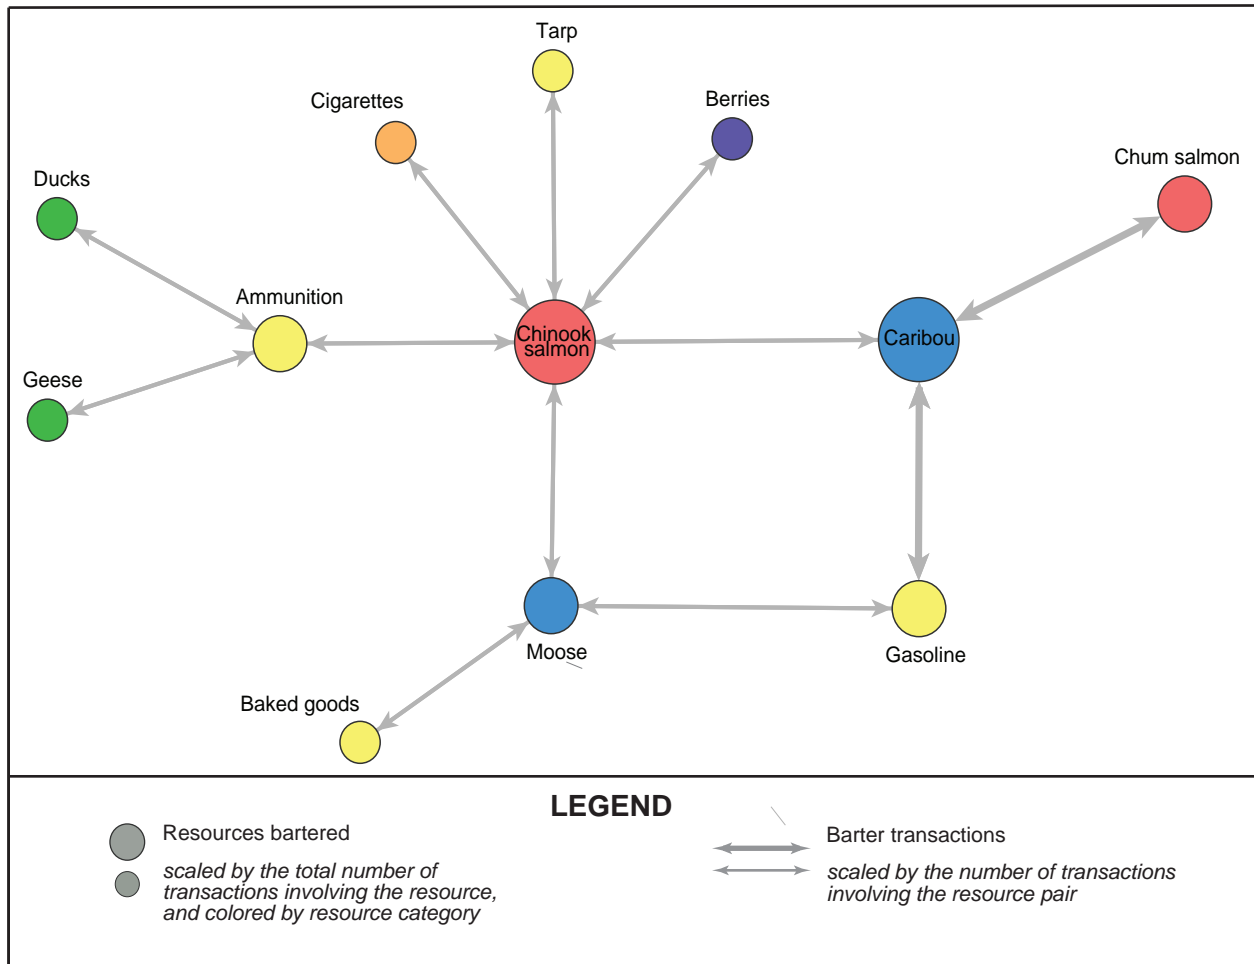 Tarp
Cigarettes
Berries
Chum salmon
Ducks
Ammunition
Chinook
salmon
Caribou
Geese
Moose
Gasoline
Baked goods
LEGEND
Resources bartered
scaled by the total number of
transactions involving the resource,
and colored by resource category
Barter transactions
scaled by the number of transactions
involving the resource pair